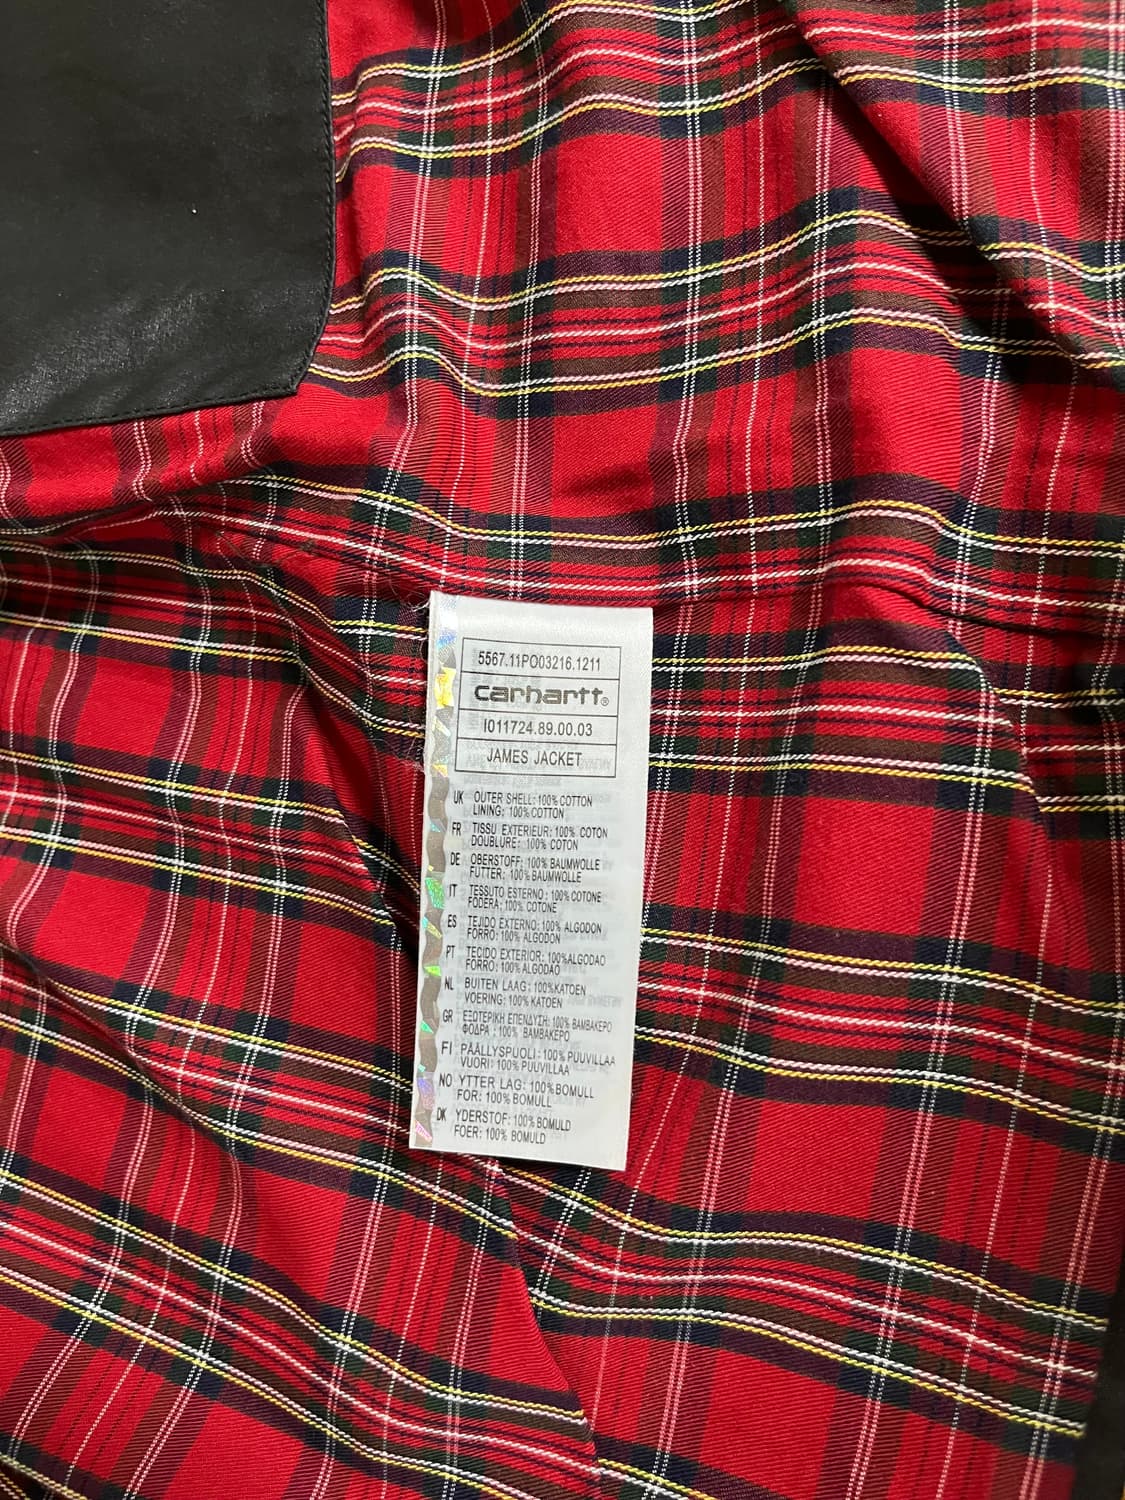 5567.11PO03216.1211
carhartt®
I011724.89.00.03
JAMES JACKET
UK OUTER SHELL: 100% COTTON
LINING: 100% COTTON
FR TISSU EXTERIEUR: 100% COTON
DOUBLURE: 100% COTON
DE OBERSTOFF: 100% BAUMWOLLE
FUTTER: 100% BAUMWOLLE
IT TESSUTO ESTERNO: 100% COTONE
FODERA: 100% COTONE
ES TEJIDO EXTERNO: 100% ALGODON
FORRO: 100% ALGODON
PT TECIDO EXTERIOR: 100%ALGODAO
FORRO: 100% ALGODAO
NL BUITEN LAAG: 100%KATOEN
VOERING: 100% KATOEN
GR ΕΞΩΤΕΡΙΚΗ ΕΠΕΝΔΥΣΗ: 100% ΒΑΜΒΑΚΕΡΟ
ΦΟΔΡΑ : 100% ΒΑΜΒΑΚΕΡΟ
FI PÄÄLLYSPUOLI: 100% PUUVILLAA
VUORI: 100% PUUVILLAA
NO YTTER LAG: 100% BOMULL
FOR: 100% BOMULL
DK YDERSTOF: 100% BOMULD
FOER: 100% BOMULD